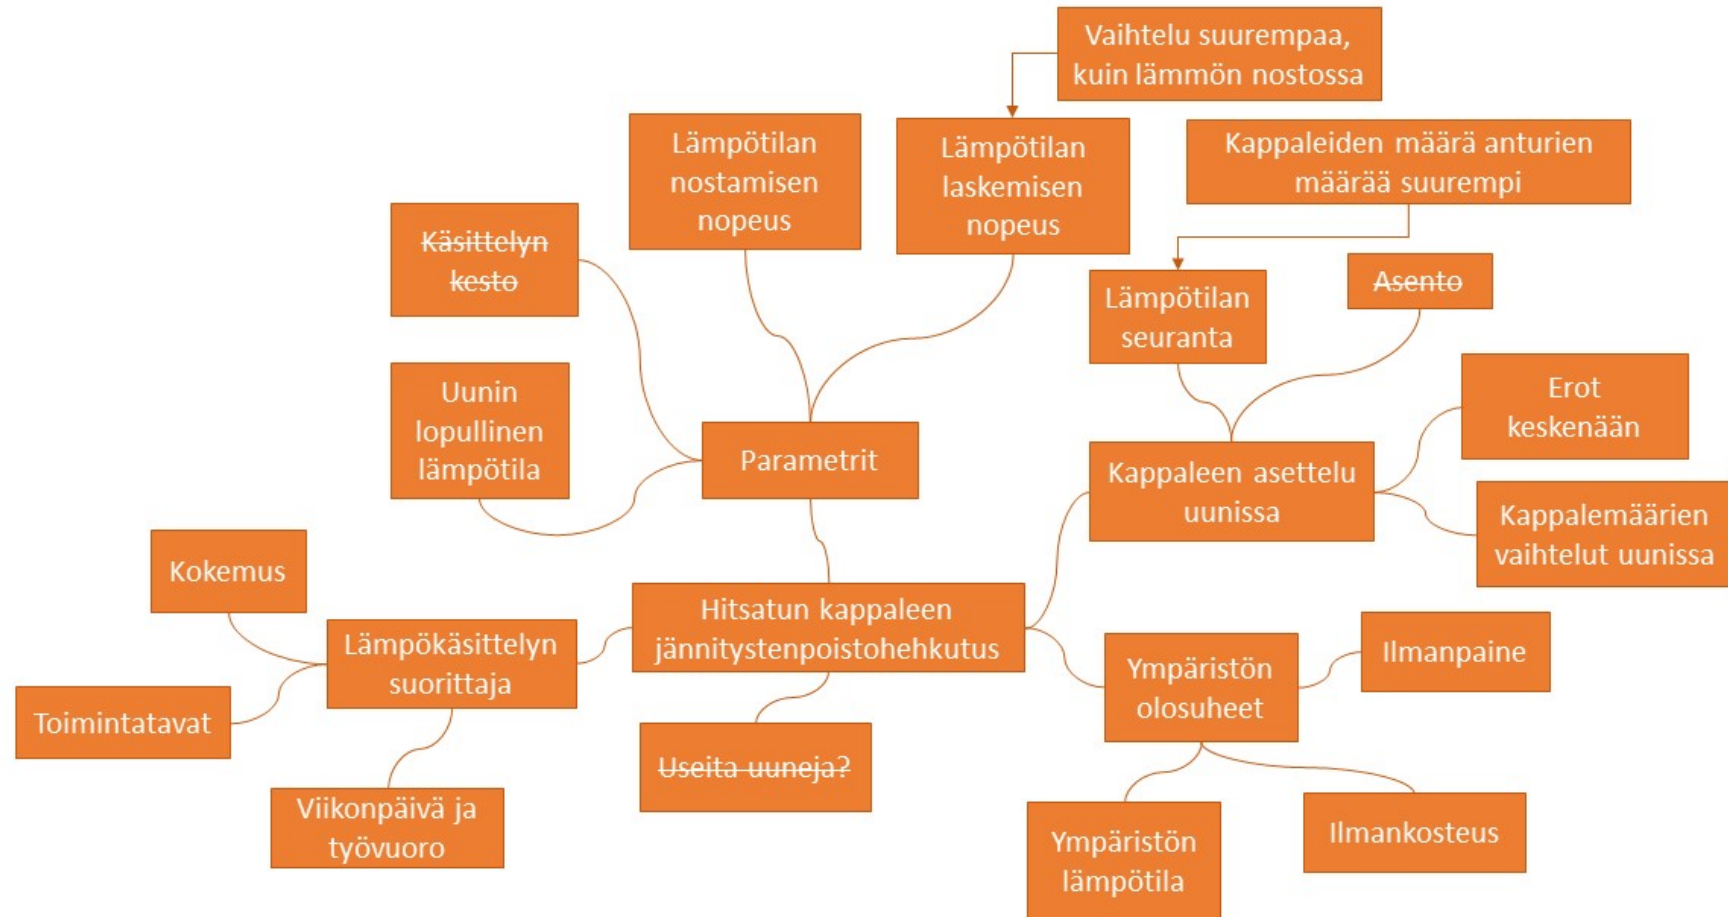 Vaihtelu suurempaa,
kuin lämmön nostossa
Lämpötilan
nostamisen
nopeus
Lämpötilan
laskemisen
nopeus
Kappaleiden määrä anturien
määrää suurempi
Käsittelyn
kesto
Lämpötilan
seuranta
Asento
Uunin
lopullinen
lämpötila
Parametrit
Kappaleen asettelu
uunissa
Erot
keskenään
Kappalemäärien
vaihtelut uunissa
Kokemus
Lämpökäsittelyn
suorittaja
Hitsatun kappaleen
jännitystenpoistohehkutus
Ympäristön
olosuheet
Ilmanpaine
Toimintatavat
Useita uuneja?
Viikonpäivä ja
työvuoro
Ympäristön
lämpötila
Ilmankosteus